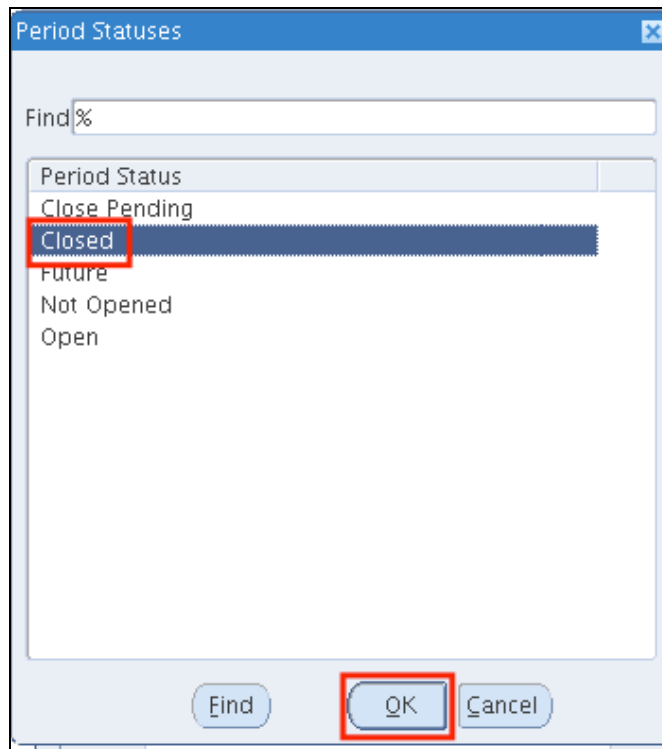 Period Statuses
Find %
Period Status
Close Pending
Closed
Future
Not Opened
Open
Find OK Cancel